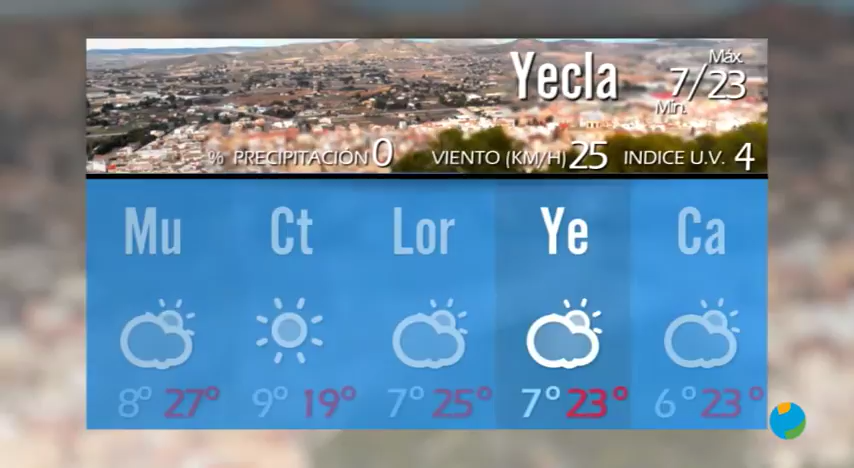 Yecla
Máx.
7/23
Mín.
% PRECIPITACIÓN 0 VIENTO (KM/H) 25 INDICE U.V. 4
Mu Ct Lor Ye Ca
8° 27° 9° 19° 7° 25° 7° 23° 6° 23°